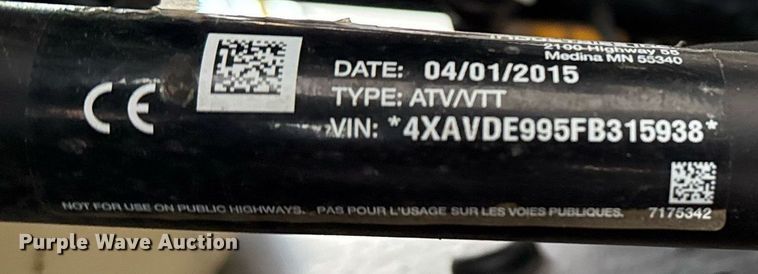 2100 Highway 55
Medina MN 55340
DATE: 04/01/2015
TYPE: ATV/VTT
VIN: *4XAVDE995FB315938*
CE
NOT FOR USE ON PUBLIC HIGHWAYS. PAS POUR L'USAGE SUR LES VOIES PUBLIQUES. 7175342
Purple Wave Auction